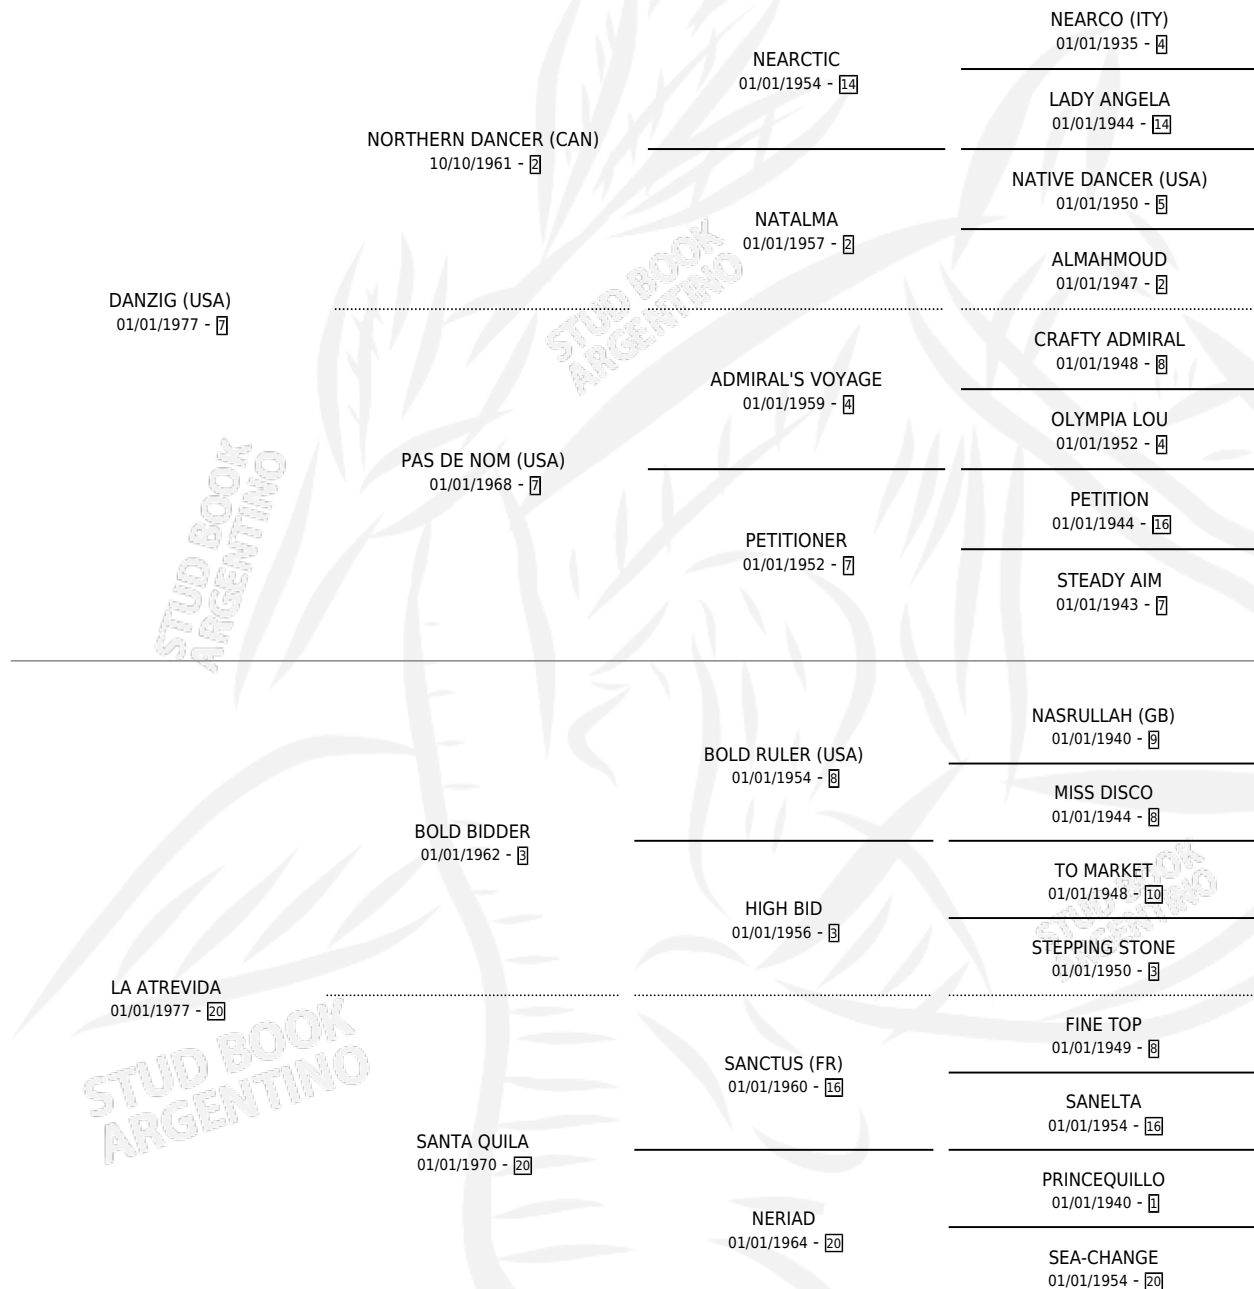 NEARCO (ITY)
01/01/1935 - 4
NEARCTIC
01/01/1954 - 14
LADY ANGELA
01/01/1944 - 14
NORTHERN DANCER (CAN)
10/10/1961 - 2
NATIVE DANCER (USA)
01/01/1950 - 5
NATALMA
01/01/1957 - 2
ALMAHMOUD
01/01/1947 - 2
DANZIG (USA)
01/01/1977 - 7
CRAFTY ADMIRAL
01/01/1948 - 8
ADMIRAL'S VOYAGE
01/01/1959 - 4
OLYMPIA LOU
01/01/1952 - 4
PAS DE NOM (USA)
01/01/1968 - 7
PETITION
01/01/1944 - 16
PETITIONER
01/01/1952 - 7
STEADY AIM
01/01/1943 - 7
NASRULLAH (GB)
01/01/1940 - 9
BOLD RULER (USA)
01/01/1954 - 8
MISS DISCO
01/01/1944 - 8
BOLD BIDDER
01/01/1962 - 3
TO MARKET
01/01/1948 - 10
HIGH BID
01/01/1956 - 3
STEPPING STONE
01/01/1950 - 3
LA ATREVIDA
01/01/1977 - 20
FINE TOP
01/01/1949 - 8
SANCTUS (FR)
01/01/1960 - 16
SANELTA
01/01/1954 - 16
SANTA QUILA
01/01/1970 - 20
PRINCEQUILLO
01/01/1940 - 1
NERIAD
01/01/1964 - 20
SEA-CHANGE
01/01/1954 - 20
STUD BOOK
ARGENTINO
STUD BOOK
ARGENTINO
STUD BOOK
ARGENTINO
STUD BOOK
ARGENTINO